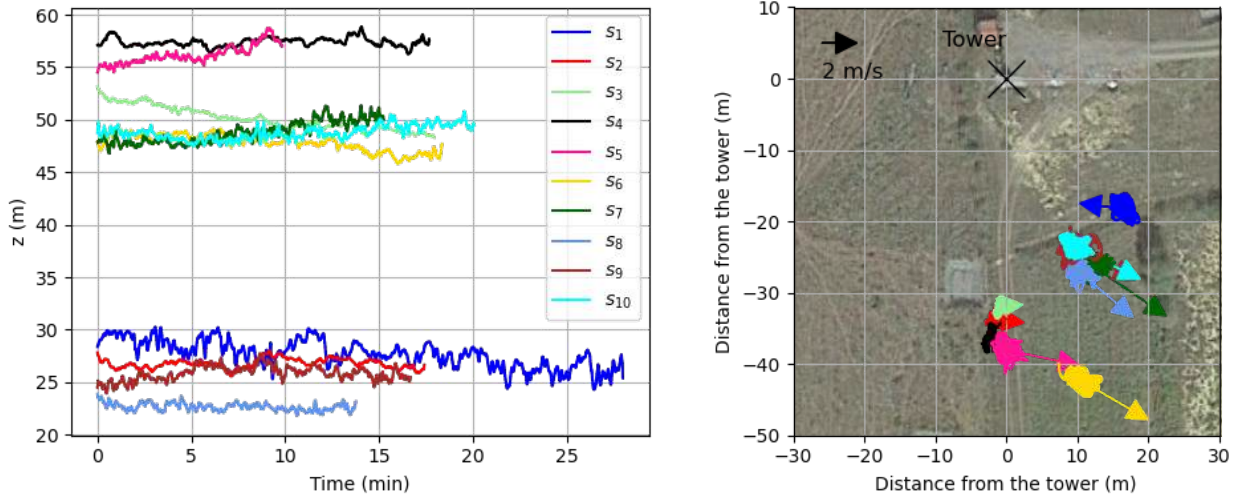 60
55
50
45
40
35
30
25
20
0
5
10
15
20
25
z (m)
Time (min)
s1
s2
s3
s4
s5
s6
s7
s8
s9
s10
10
0
−10
−20
−30
−40
−50
−30
−20
−10
0
10
20
30
Distance from the tower (m)
Distance from the tower (m)
Tower
2 m/s